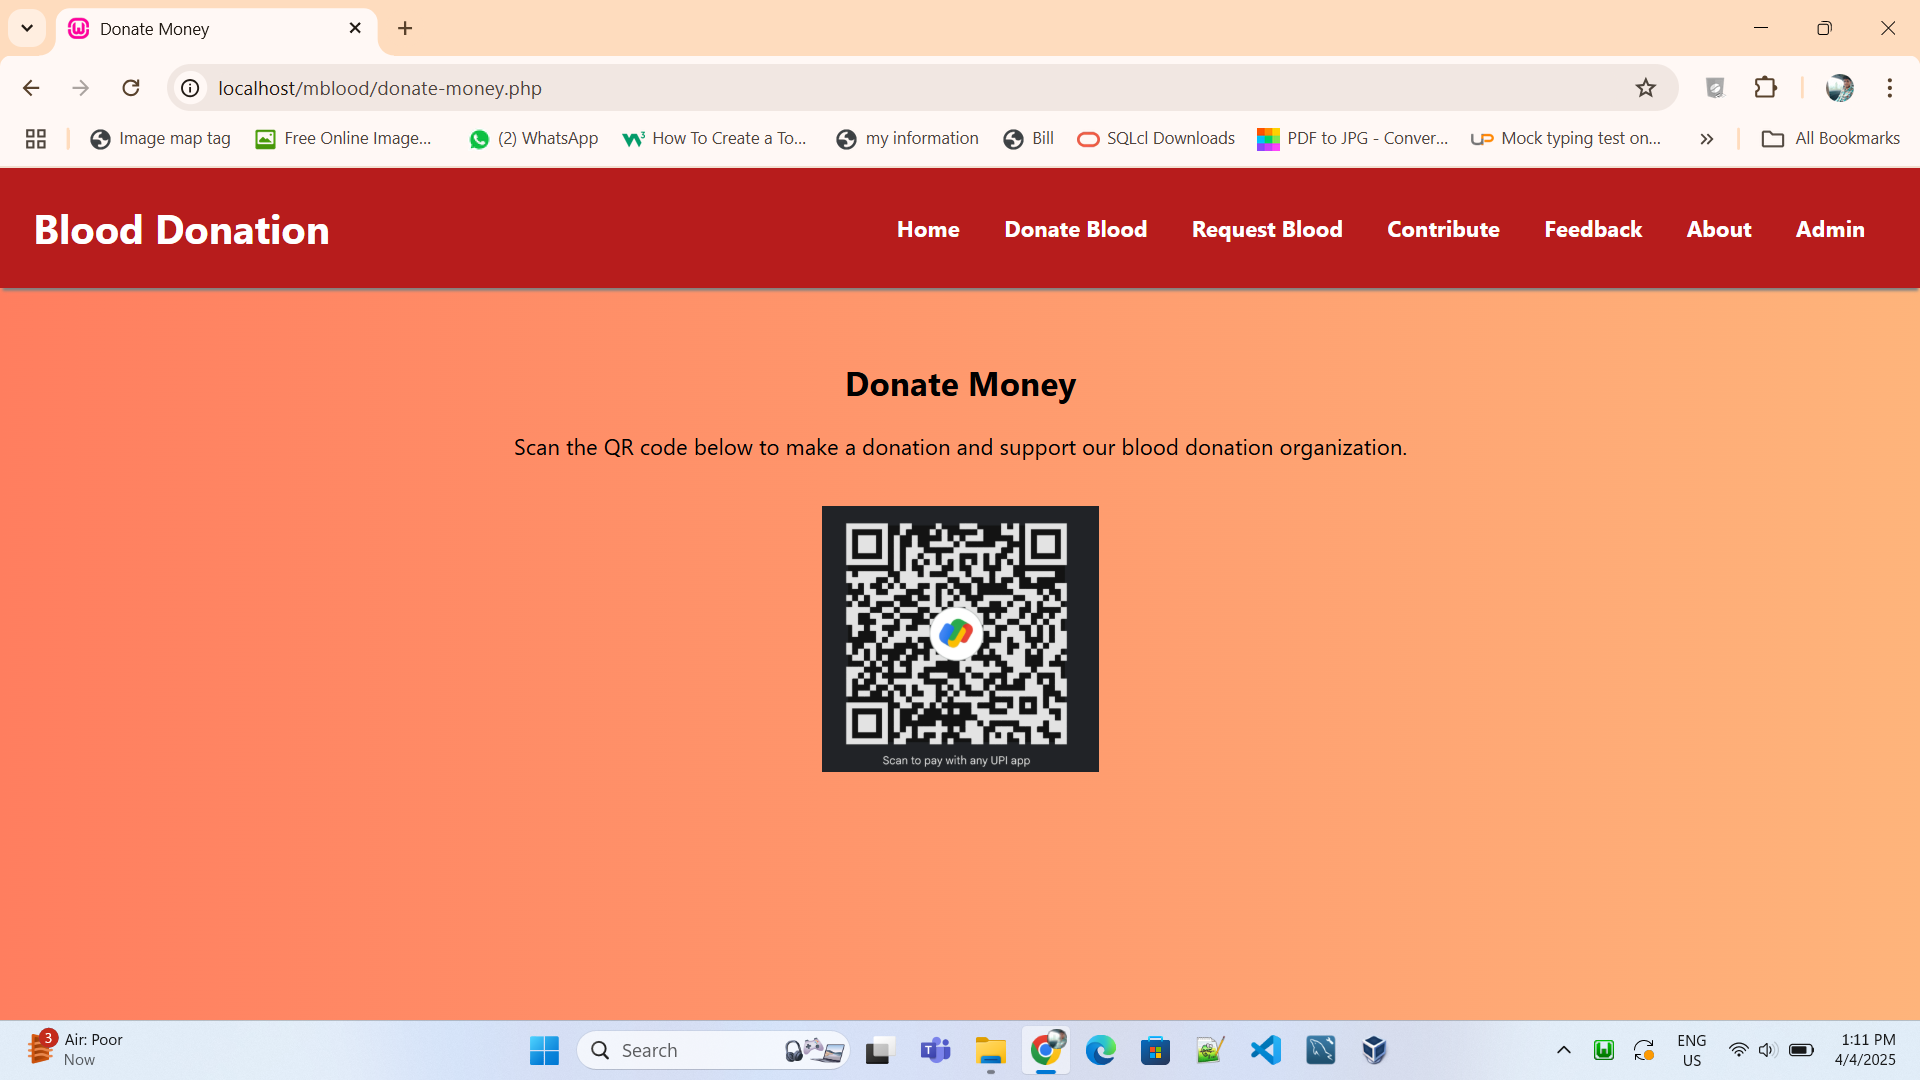 Donate Money
localhost/mblood/donate-money.php
Image map tag
Free Online Image...
(2) WhatsApp
How To Create a To...
my information
Bill
SQLcl Downloads
PDF to JPG - Conver...
Mock typing test on...
All Bookmarks
Blood Donation
Home
Donate Blood
Request Blood
Contribute
Feedback
About
Admin
Donate Money
Scan the QR code below to make a donation and support our blood donation organization.
Scan to pay with any UPI app
3
Air: Poor
Now
Search
ENG
US
1:11 PM
4/4/2025